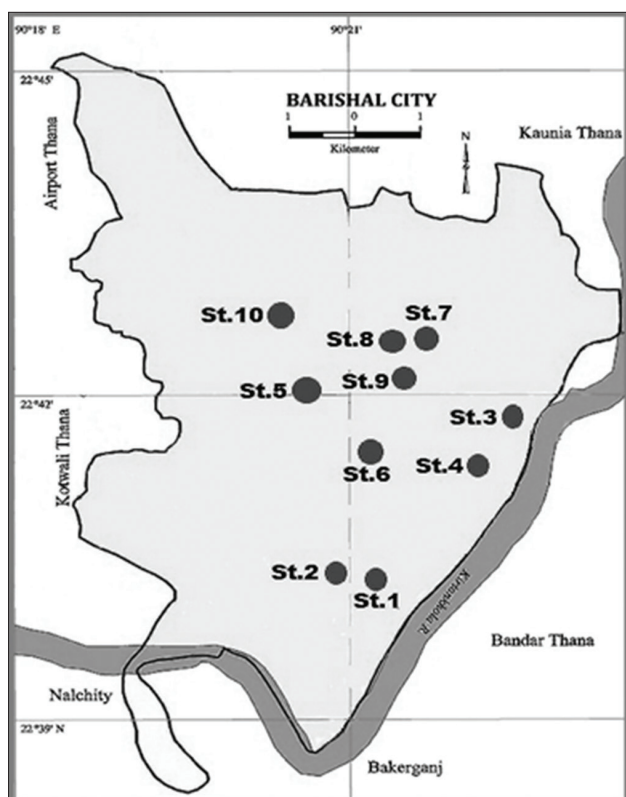 90°18' E
90°21'
22°45'
BARISHAL CITY
1 0 1
Kilometer
N
Kaunia Thana
Airport Thana
St.10
St.7
St.8
St.9
St.5
22°42'
St.3
Kotwali Thana
St.4
St.6
St.2
St.1
Kirtankhola R.
Bandar Thana
Nalchity
22°39' N
Bakerganj